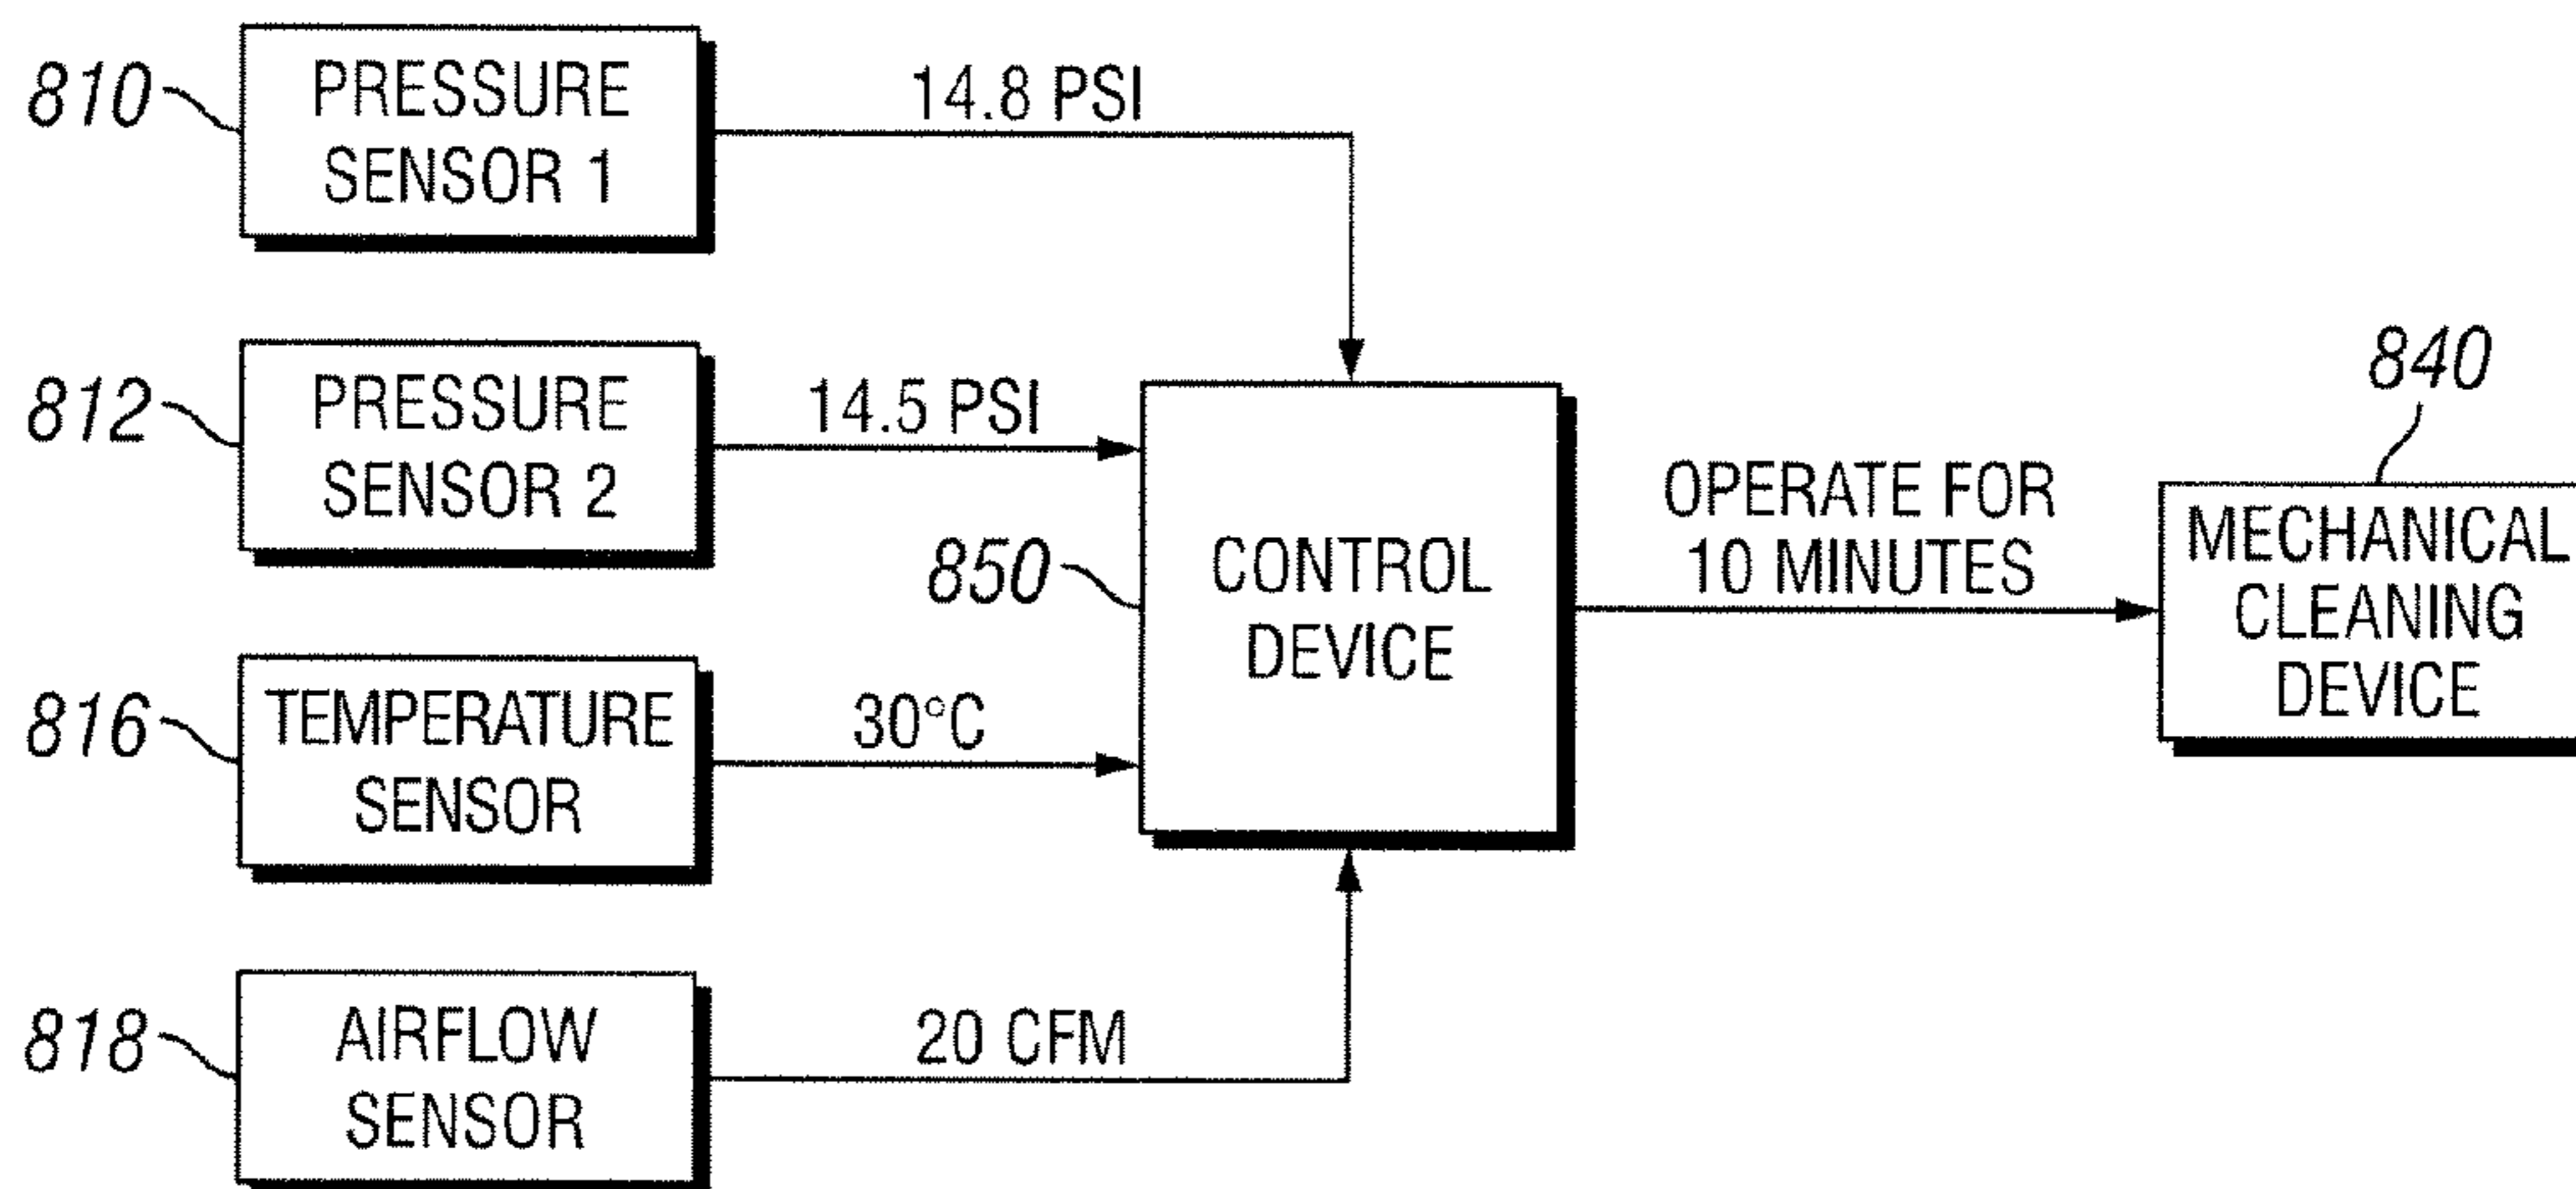 810
PRESSURE
SENSOR 1
14.8 PSI
812
PRESSURE
SENSOR 2
14.5 PSI
816
TEMPERATURE
SENSOR
30°C
818
AIRFLOW
SENSOR
20 CFM
850
CONTROL
DEVICE
OPERATE FOR
10 MINUTES
840
MECHANICAL
CLEANING
DEVICE